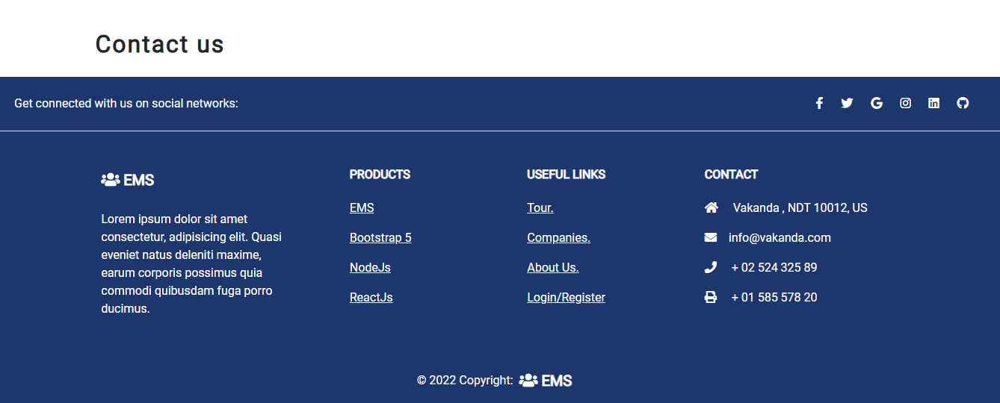 Contact us
Get connected with us on social networks:
EMS
Lorem ipsum dolor sit amet
consectetur, adipisicing elit. Quasi
eveniet natus deleniti maxime,
earum corporis possimus quia
commodi quibusdam fuga porro
ducimus.
PRODUCTS
EMS
Bootstrap 5
NodeJs
ReactJs
USEFUL LINKS
Tour.
Companies.
About Us.
Login/Register
CONTACT
Vakanda , NDT 10012, US
info@vakanda.com
+ 02 524 325 89
+ 01 585 578 20
© 2022 Copyright: EMS